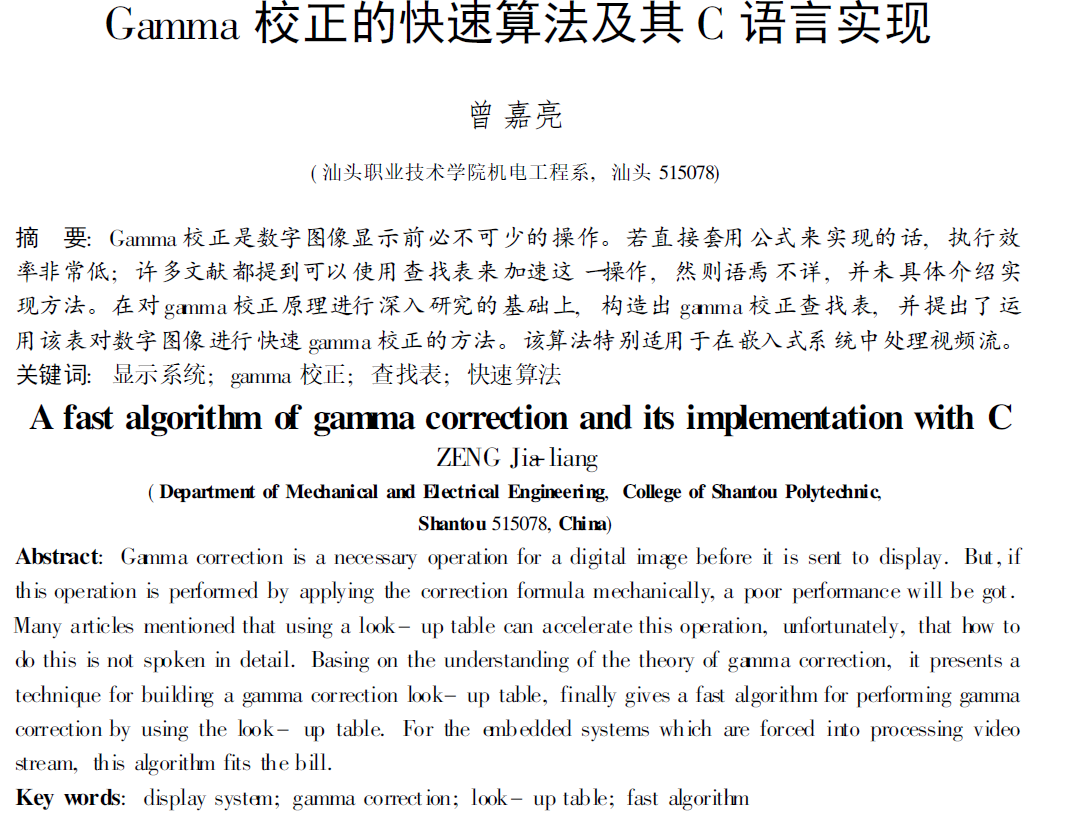 Gamma 校正的快速算法及其 C 语言实现
曾嘉亮
(汕头职业技术学院机电工程系, 汕头 515078)
摘 要: Gamma 校正是数字图像显示前必不可少的操作。若直接套用公式来实现的话, 执行效
率非常低; 许多文献都提到可以使用查找表来加速这一操作, 然则语焉不详, 并未具体介绍实
现方法。在对 gamma 校正原理进行深入研究的基础上, 构造出 gamma 校正查找表, 并提出了运
用该表对数字图像进行快速 gamma 校正的方法。该算法特别适用于在嵌入式系统中处理视频流。
关键词: 显示系统; gamma 校正; 查找表; 快速算法
A fast algorithm of gamma correction and its implementation with C
ZENG Jia-liang
( Department of Mechanical and Electrical Engineering, College of Shantou Polytechnic,
Shantou 515078, China)
Abstract: Gamma correction is a necessary operation for a digital image before it is sent to display. But, if
this operation is performed by applying the correction formula mechanically, a poor performance will be got.
Many articles mentioned that using a look- up table can accelerate this operation, unfortunately, that how to
do this is not spoken in detail. Basing on the understanding of the theory of gamma correction, it presents a
technique for building a gamma correction look- up table, finally gives a fast algorithm for performing gamma
correction by using the look- up table. For the embedded systems which are forced into processing video
stream, this algorithm fits the bill.
Key words: display system; gamma correction; look- up table; fast algorithm